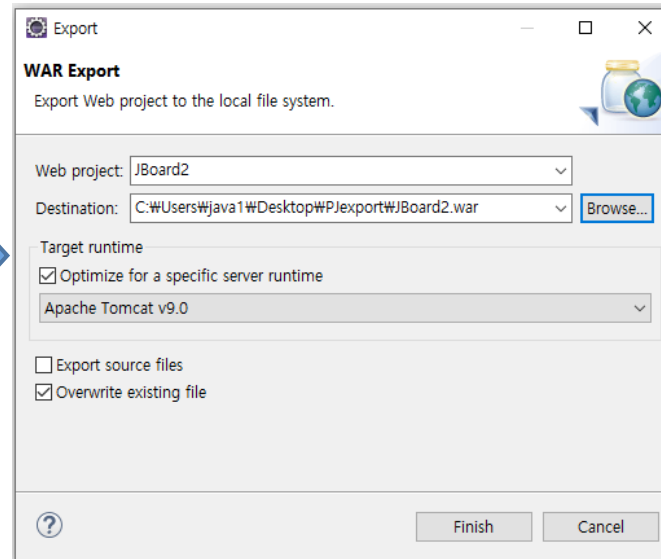 Export
WAR Export
Export Web project to the local file system.
Web project: JBoard2
Destination: C:₩Users₩java1₩Desktop₩PJexport₩JBoard2.war Browse...
Target runtime
Optimize for a specific server runtime
Apache Tomcat v9.0
Export source files
Overwrite existing file
? Finish Cancel